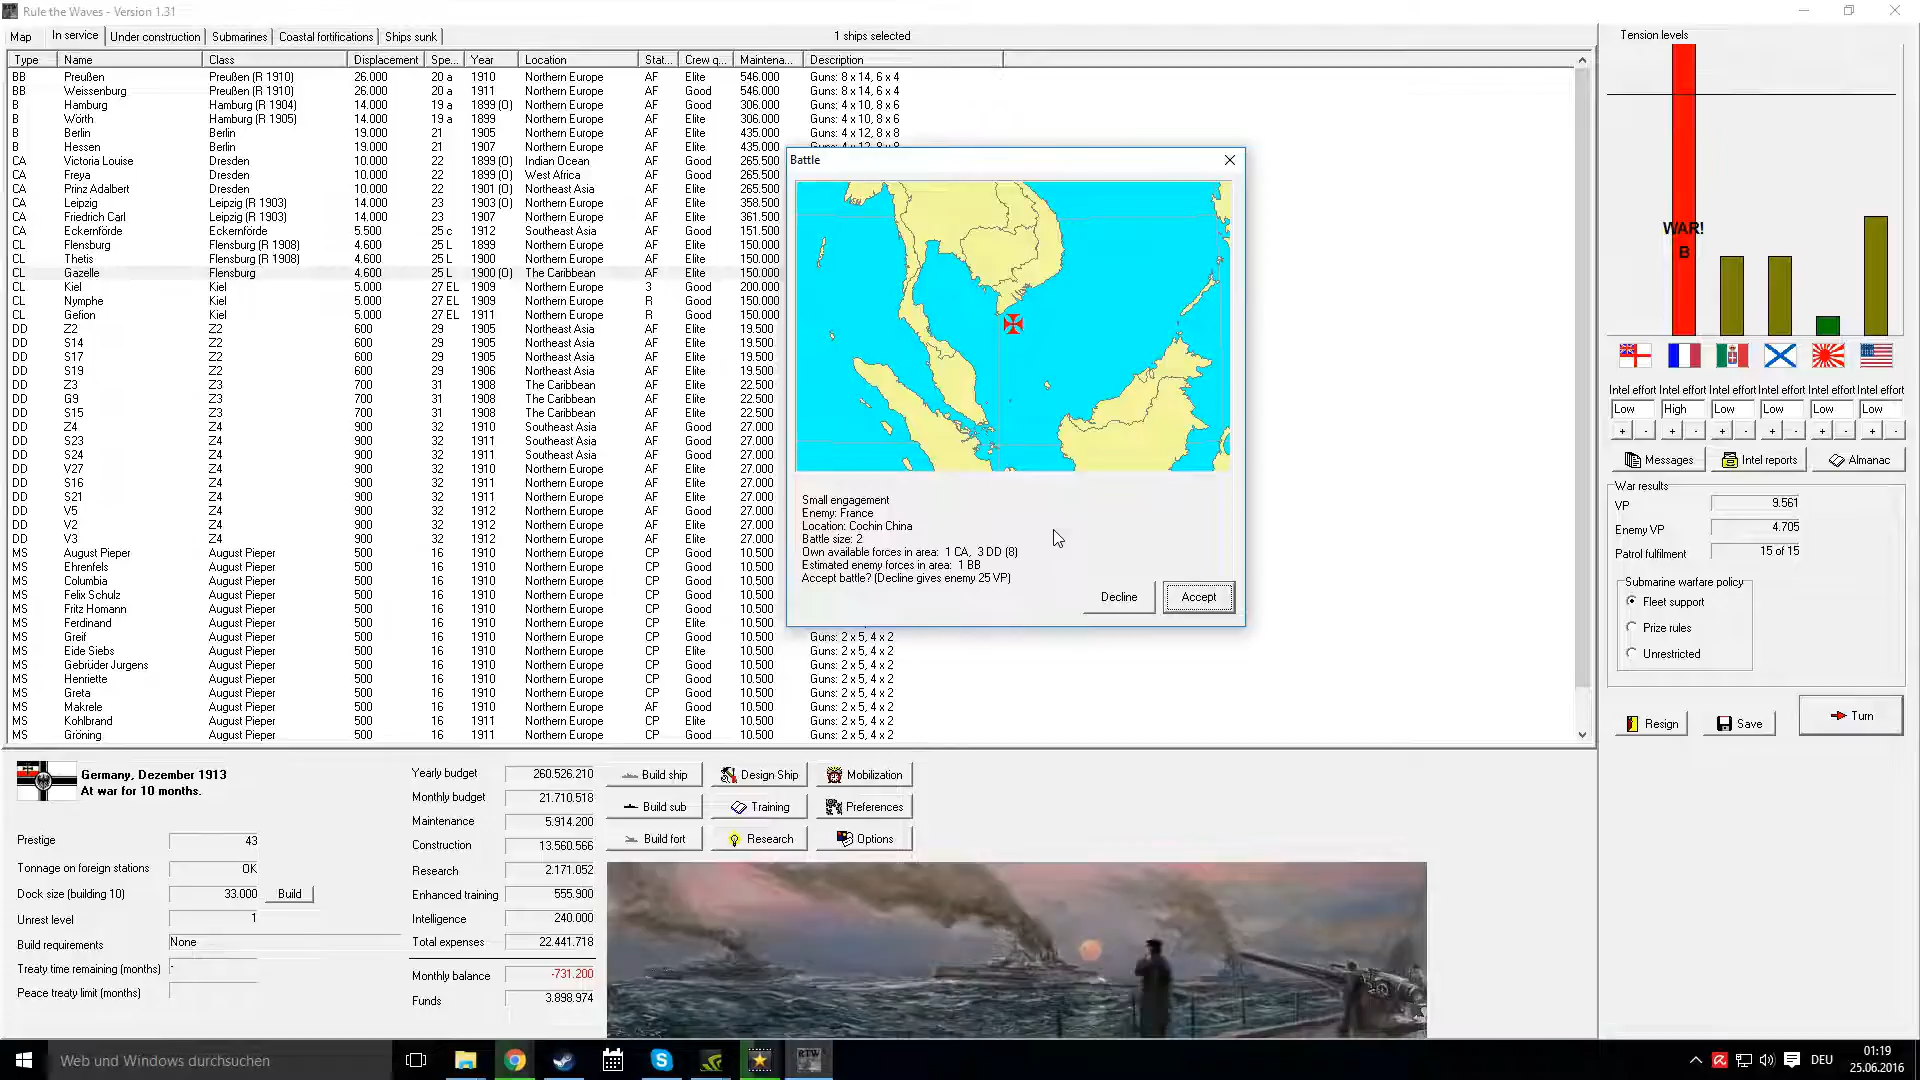 Rule the Waves - Version 1.31
Map
In service
Under construction
Submarines
Coastal fortifications
Ships sunk
1 ships selected
Type Name Class Displacement Spe... Year Location Stat... Crew q... Maintena... Description
BB Preußen Preußen (R 1910) 26.000 20 a 1910 Northern Europe AF Elite 546.000 Guns: 8 x 14, 6 x 4
BB Weissenburg Preußen (R 1910) 26.000 20 a 1911 Northern Europe AF Good 546.000 Guns: 8 x 14, 6 x 4
B Hamburg Hamburg (R 1904) 14.000 19 a 1899 (O) Northern Europe AF Elite 306.000 Guns: 4 x 10, 8 x 6
B Wörth Hamburg (R 1905) 14.000 19 a 1899 Northern Europe AF Elite 306.000 Guns: 4 x 10, 8 x 6
B Berlin Berlin 19.000 21 1905 Northern Europe AF Elite 435.000 Guns: 4 x 12, 8 x 8
B Hessen Berlin 19.000 21 1907 Northern Europe AF Elite 435.000 Guns: 4 x 12, 8 x 8
CA Victoria Louise Dresden 10.000 22 1899 (O) Indian Ocean AF Good 265.500
CA Freya Dresden 10.000 22 1899 (O) West Africa AF Good 265.500
CA Prinz Adalbert Dresden 10.000 22 1901 (O) Northeast Asia AF Elite 265.500
CA Leipzig Leipzig (R 1903) 14.000 23 1903 (O) Northern Europe AF Elite 358.500
CA Friedrich Carl Leipzig (R 1903) 14.000 23 1907 Northern Europe AF Elite 361.500
CA Eckernförde Eckernförde 5.500 25 c 1912 Southeast Asia AF Good 151.500
CL Flensburg Flensburg (R 1908) 4.600 25 L 1899 Northern Europe AF Elite 150.000
CL Thetis Flensburg (R 1908) 4.600 25 L 1900 Northern Europe AF Elite 150.000
CL Gazelle Flensburg 4.600 25 L 1900 (O) The Caribbean AF Elite 150.000
CL Kiel Kiel 5.000 27 EL 1909 Northern Europe 3 Good 200.000
CL Nymphe Kiel 5.000 27 EL 1909 Northern Europe R Good 150.000
CL Gefion Kiel 5.000 27 EL 1911 Northern Europe R Good 150.000
DD Z2 Z2 600 29 1905 Northeast Asia AF Elite 19.500
DD S14 Z2 600 29 1905 Northeast Asia AF Elite 19.500
DD S17 Z2 600 29 1905 Northeast Asia AF Elite 19.500
DD S19 Z2 600 29 1906 Northeast Asia AF Elite 19.500
DD Z3 Z3 700 31 1908 The Caribbean AF Elite 22.500
DD G9 Z3 700 31 1908 The Caribbean AF Elite 22.500
DD S15 Z3 700 31 1908 The Caribbean AF Elite 22.500
DD Z4 Z4 900 32 1910 Southeast Asia AF Good 27.000
DD S23 Z4 900 32 1911 Southeast Asia AF Good 27.000
DD S24 Z4 900 32 1911 Southeast Asia AF Good 27.000
DD V27 Z4 900 32 1910 Northern Europe AF Elite 27.000
DD S16 Z4 900 32 1911 Northern Europe AF Elite 27.000
DD S21 Z4 900 32 1911 Northern Europe AF Elite 27.000
DD V5 Z4 900 32 1912 Northern Europe AF Good 27.000
DD V2 Z4 900 32 1912 Northern Europe AF Elite 27.000
DD V3 Z4 900 32 1912 Northern Europe AF Good 27.000
MS August Pieper August Pieper 500 16 1910 Northern Europe CP Good 10.500
MS Ehrenfels August Pieper 500 16 1910 Northern Europe CP Good 10.500
MS Columbia August Pieper 500 16 1910 Northern Europe CP Good 10.500
MS Felix Schulz August Pieper 500 16 1910 Northern Europe CP Good 10.500
MS Fritz Homann August Pieper 500 16 1910 Northern Europe CP Good 10.500
MS Ferdinand August Pieper 500 16 1910 Northern Europe CP Elite 10.500
MS Greif August Pieper 500 16 1910 Northern Europe CP Good 10.500 Guns: 2 x 5, 4 x 2
MS Eide Siebs August Pieper 500 16 1910 Northern Europe CP Elite 10.500 Guns: 2 x 5, 4 x 2
MS Gebrüder Jurgens August Pieper 500 16 1910 Northern Europe CP Good 10.500 Guns: 2 x 5, 4 x 2
MS Henriette August Pieper 500 16 1910 Northern Europe CP Good 10.500 Guns: 2 x 5, 4 x 2
MS Greta August Pieper 500 16 1910 Northern Europe CP Good 10.500 Guns: 2 x 5, 4 x 2
MS Makrele August Pieper 500 16 1910 Northern Europe CP Good 10.500 Guns: 2 x 5, 4 x 2
MS Kohlbrand August Pieper 500 16 1911 Northern Europe CP Elite 10.500 Guns: 2 x 5, 4 x 2
MS Gröning August Pieper 500 16 1911 Northern Europe CP Good 10.500 Guns: 2 x 5, 4 x 2
Battle
Small engagement
Enemy: France
Location: Cochin China
Battle size: 2
Own available forces in area: 1 CA, 3 DD (8)
Estimated enemy forces in area: 1 BB
Accept battle? (Decline gives enemy 25 VP)
Decline
Accept
Tension levels
WAR!
B
Intel effort Intel effort Intel effort Intel effort Intel effort Intel effort
Low High Low Low Low Low
+ - + - + - + - + - + -
Messages
Intel reports
Almanac
War results
VP 9.561
Enemy VP 4.705
Patrol fulfilment 15 of 15
Submarine warfare policy
Fleet support
Prize rules
Unrestricted
Resign
Save
Turn
Germany, Dezember 1913
At war for 10 months.
Prestige 43
Tonnage on foreign stations OK
Dock size (building 10) 33.000 Build
Unrest level 1
Build requirements None
Treaty time remaining (months) -
Peace treaty limit (months)
Yearly budget 260.526.210
Monthly budget 21.710.518
Maintenance 5.914.200
Construction 13.560.566
Research 2.171.052
Enhanced training 555.900
Intelligence 240.000
Total expenses 22.441.718
Monthly balance -731.200
Funds 3.898.974
Build ship
Design Ship
Mobilization
Build sub
Training
Preferences
Build fort
Research
Options
Web und Windows durchsuchen
RTW
DEU
01:19
25.06.2016